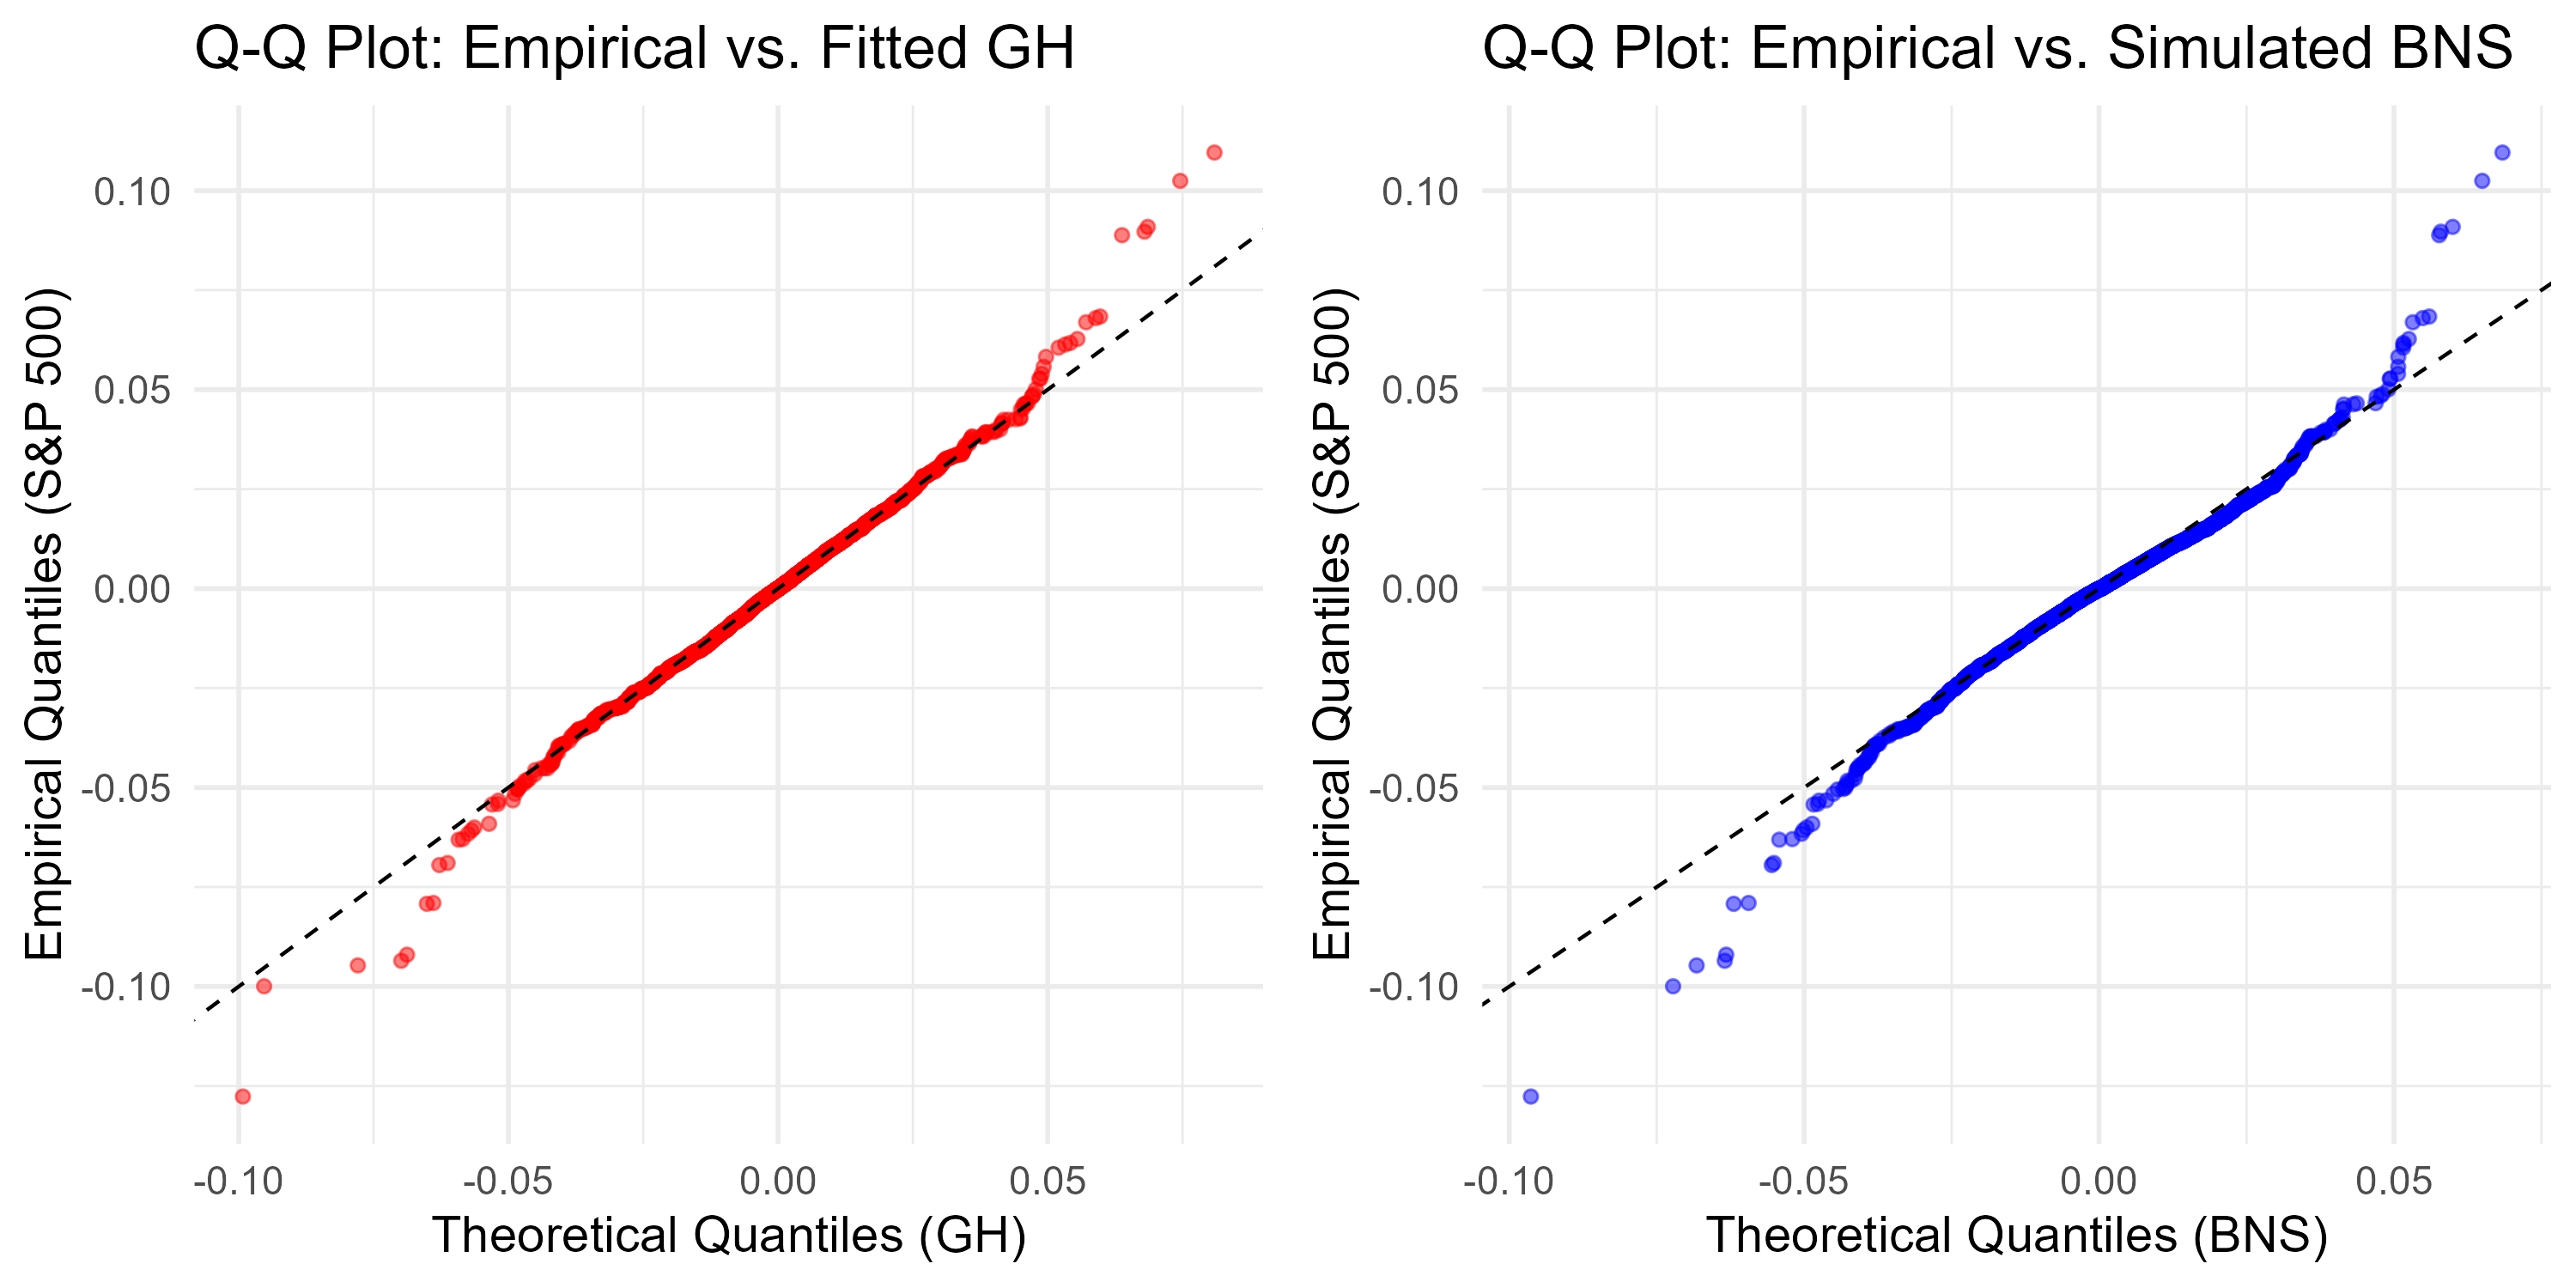 Q-Q Plot: Empirical vs. Fitted GH
Empirical Quantiles (S&P 500)
0.10
0.05
0.00
-0.05
-0.10
-0.10 -0.05 0.00 0.05
Theoretical Quantiles (GH)
Q-Q Plot: Empirical vs. Simulated BNS
Empirical Quantiles (S&P 500)
0.10
0.05
0.00
-0.05
-0.10
-0.10 -0.05 0.00 0.05
Theoretical Quantiles (BNS)